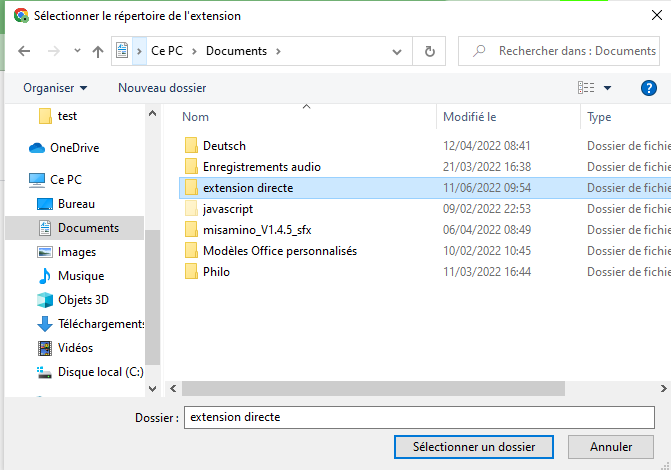 Sélectionner le répertoire de l'extension
Ce PC > Documents >
Rechercher dans : Documents
Organiser
Nouveau dossier
test
OneDrive
Ce PC
Bureau
Documents
Images
Musique
Objets 3D
Téléchargements
Vidéos
Disque local (C:)
Nom Modifié le Type
Deutsch 12/04/2022 08:41 Dossier de fichie
Enregistrements audio 21/03/2022 16:38 Dossier de fichie
extension directe 11/06/2022 09:54 Dossier de fichie
javascript 09/02/2022 22:53 Dossier de fichie
misamino_V1.4.5_sfx 06/04/2022 08:49 Dossier de fichie
Modèles Office personnalisés 10/02/2022 10:45 Dossier de fichie
Philo 11/03/2022 16:44 Dossier de fichie
Dossier : extension directe
Sélectionner un dossier
Annuler